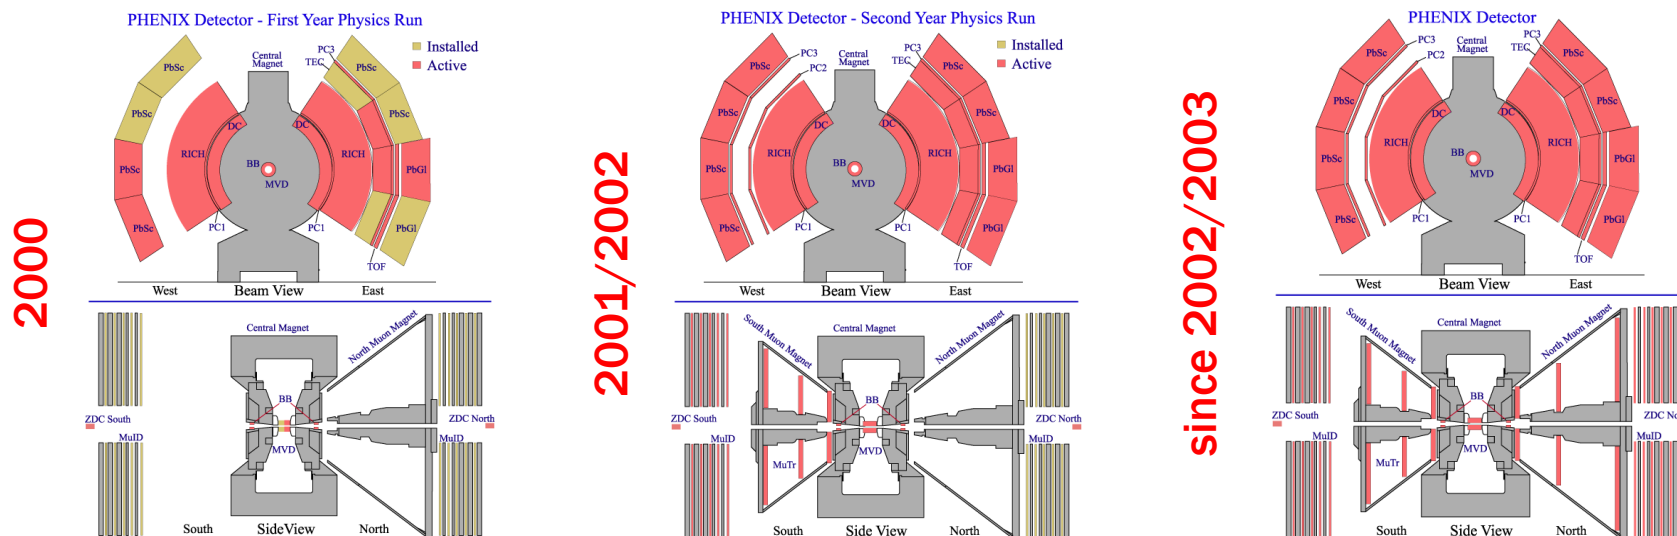 2000
PHENIX Detector - First Year Physics Run
Installed
Active
Central
Magnet
PC3
TEC
PbSc
PbSc
PbSc
PbSc
PbSc
PbSc
DC
DC
RICH
RICH
BB
MVD
PbGl
PbGl
PC1
PC1
TOF
West
Beam View
East
Central Magnet
North Muon Magnet
BB
ZDC South
ZDC North
MuID
MuID
MVD
South
SideView
North
2001/2002
PHENIX Detector - Second Year Physics Run
Installed
Active
Central
Magnet
PC3
PC2
PC3
TEC
PbSc
PbSc
PbSc
PbSc
PbSc
PbSc
DC
DC
RICH
RICH
BB
MVD
PbGl
PbGl
PC1
PC1
TOF
West
Beam View
East
South Muon Magnet
Central Magnet
North Muon Magnet
BB
ZDC South
ZDC North
MuID
MuID
MVD
MuTr
South
Side View
North
since 2002/2003
PHENIX Detector
Central
Magnet
PC3
PC2
PC3
TEC
PbSc
PbSc
PbSc
PbSc
PbSc
PbSc
DC
DC
RICH
RICH
BB
MVD
PbGl
PbGl
PC1
PC1
TOF
West
Beam View
East
South Muon Magnet
Central Magnet
North Muon Magnet
BB
ZDC South
ZDC No
MuID
MuID
MVD
MuTr
South
Side View
North